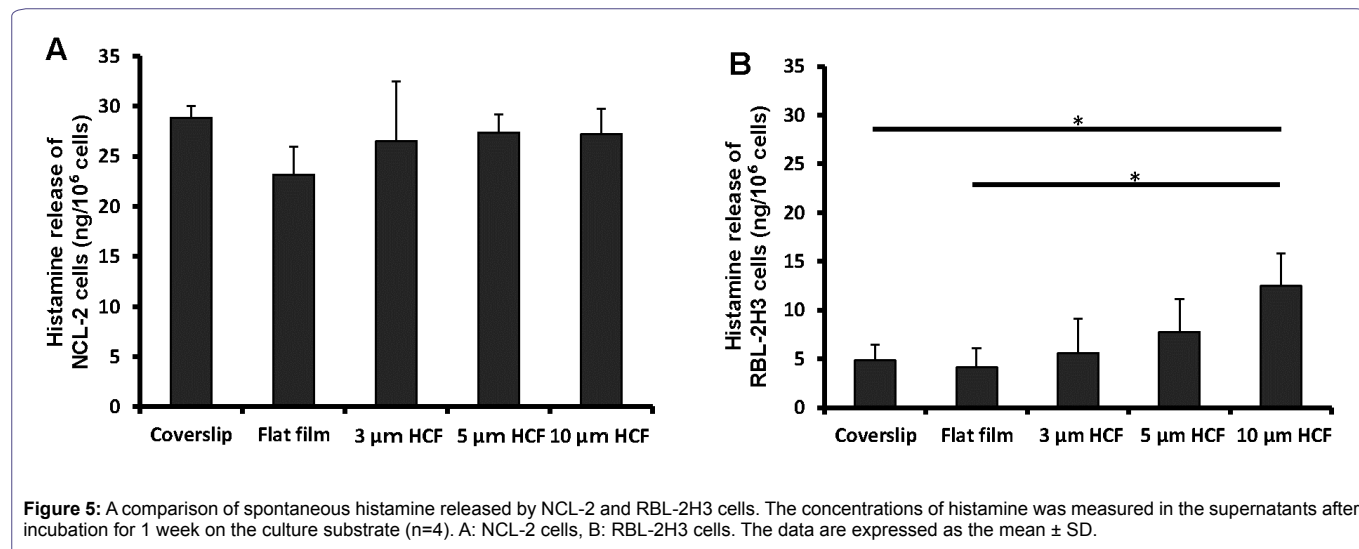 A
Histamine release of
NCL-2 cells (ng/10⁶ cells)
35
30
25
20
15
10
5
0
Coverslip Flat film 3 µm HCF 5 µm HCF 10 µm HCF
B
Histamine release of
RBL-2H3 cells (ng/10⁶ cells)
35
30
25
20
15
10
5
0
*
*
Coverslip Flat film 3 µm HCF 5 µm HCF 10 µm HCF
Figure 5: A comparison of spontaneous histamine released by NCL-2 and RBL-2H3 cells. The concentrations of histamine was measured in the supernatants after
incubation for 1 week on the culture substrate (n=4). A: NCL-2 cells, B: RBL-2H3 cells. The data are expressed as the mean ± SD.